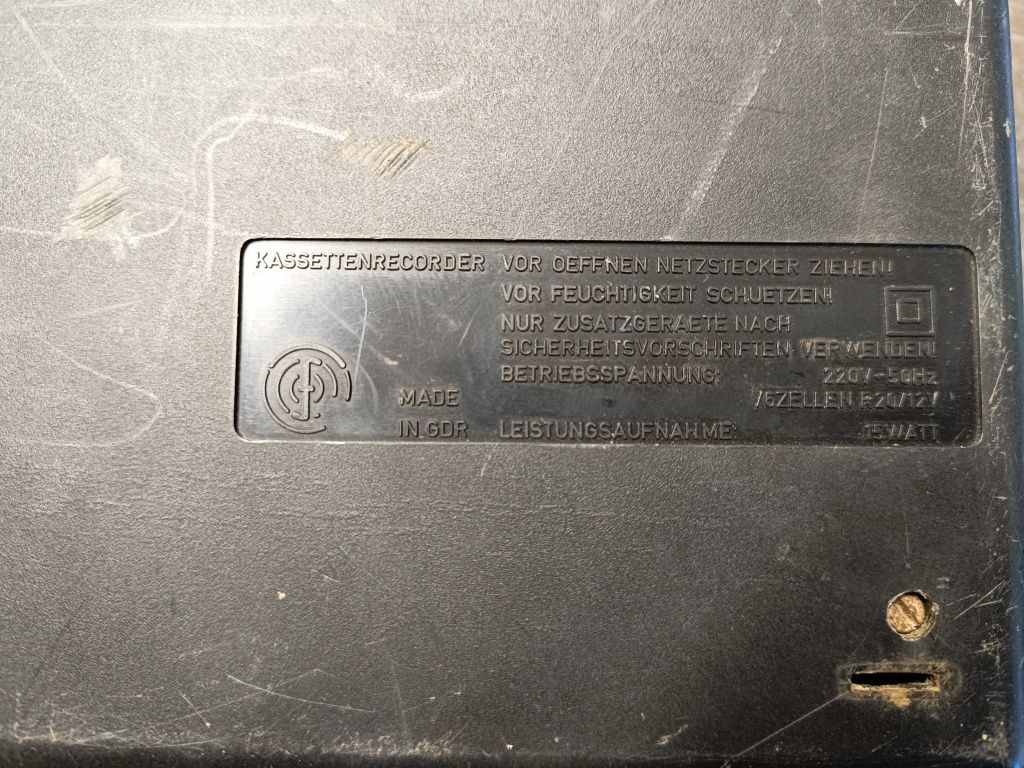 KASSETTENRECORDER VOR OEFFNEN NETZSTECKER ZIEHEN!
VOR FEUCHTIGKEIT SCHUETZEN!
NUR ZUSATZGERAETE NACH
SICHERHEITSVORSCHRIFTEN VERWENDEN!
BETRIEBSSPANNUNG: 220V~50Hz
MADE /6ZELLEN R20/12V
IN GDR LEISTUNGSAUFNAHME: 15WATT